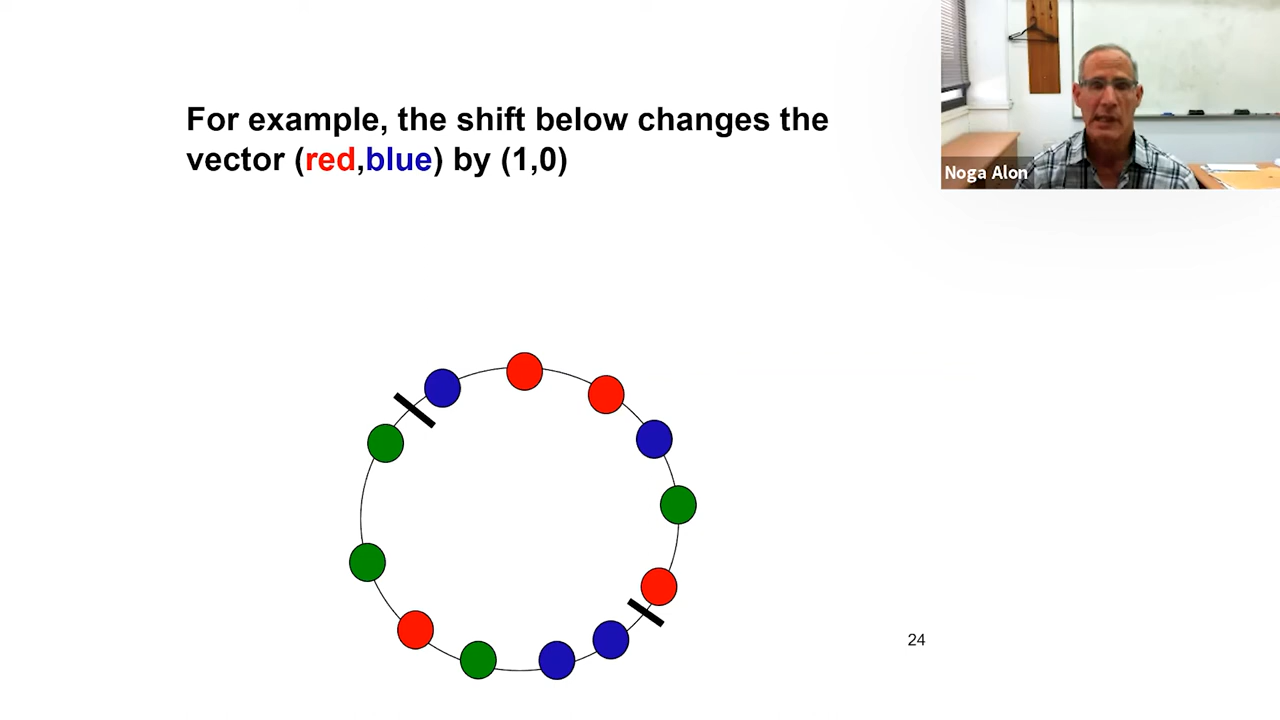 For example, the shift below changes the
vector (red,blue) by (1,0)
Noga Alon
24